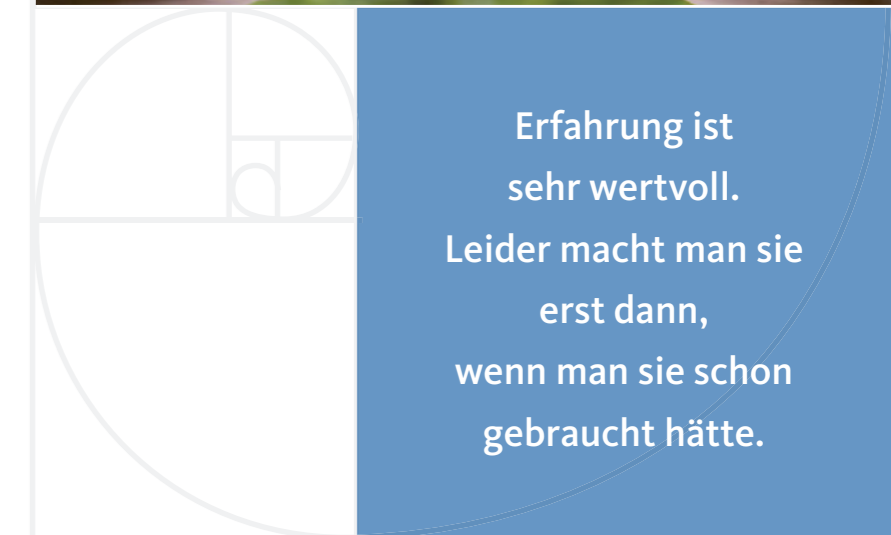 Erfahrung ist
sehr wertvoll.
Leider macht man sie
erst dann,
wenn man sie schon
gebraucht hätte.